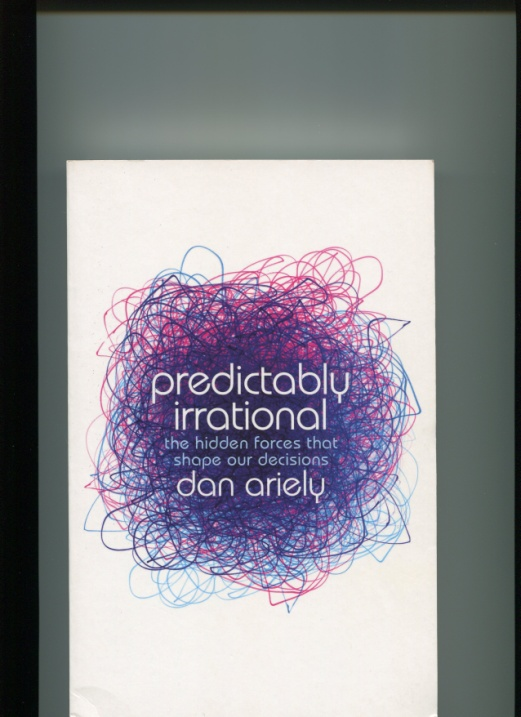 predictably
irrational
the hidden forces that
shape our decisions
dan ariely